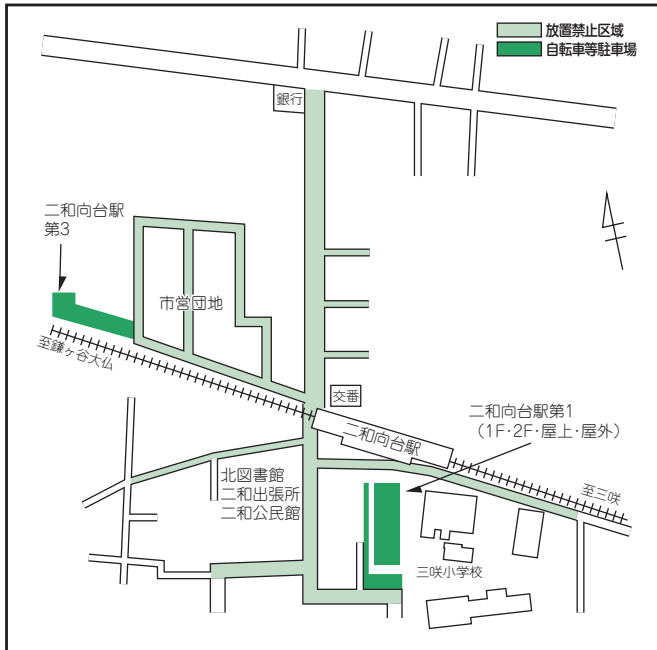 放置禁止区域
自転車等駐車場
銀行
二和向台駅
第3
市営団地
至鎌ヶ谷大仏
交番
二和向台駅
二和向台駅第1
(1F・2F・屋上・屋外)
北図書館
二和出張所
二和公民館
至三咲
三咲小学校